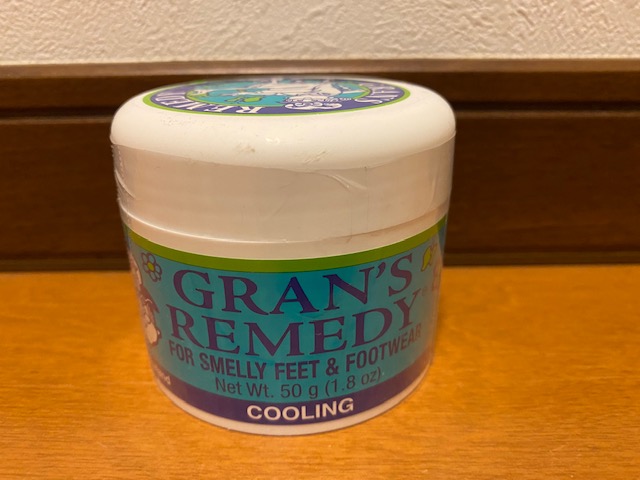 GRAN'S
REMEDY
FOR SMELLY FEET & FOOTWEAR
Net Wt. 50 g (1.8 oz)
COOLING